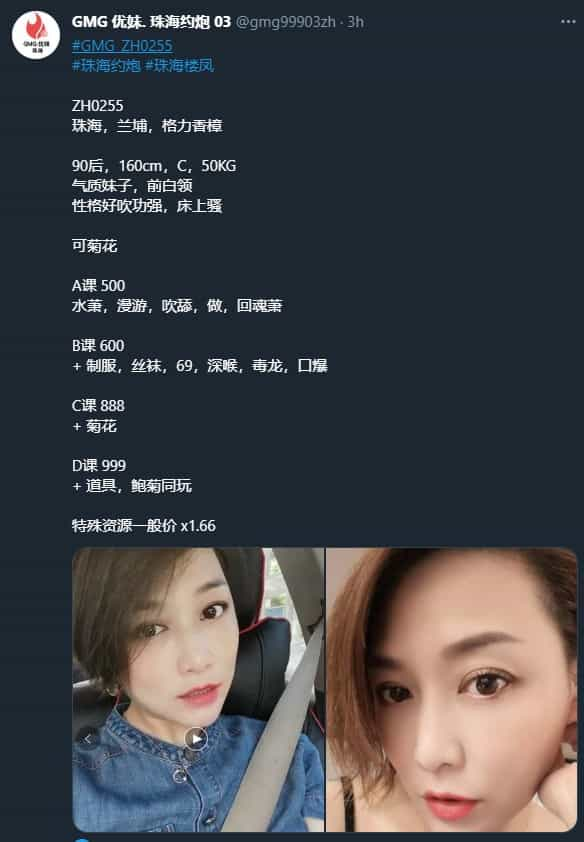 GMG 优妹. 珠海约炮 03 @gmg99903zh · 3h
#GMG_ZH0255
#珠海约炮 #珠海楼凤
ZH0255
珠海，兰埔，格力香樟
90后，160cm，C，50KG
气质妹子，前白领
性格好吹功强，床上骚
可菊花
A课 500
水萧，漫游，吹舔，做，回魂萧
B课 600
+ 制服，丝袜，69，深喉，毒龙，口爆
C课 888
+ 菊花
D课 999
+ 道具，鲍菊同玩
特殊资源一般价 x1.66